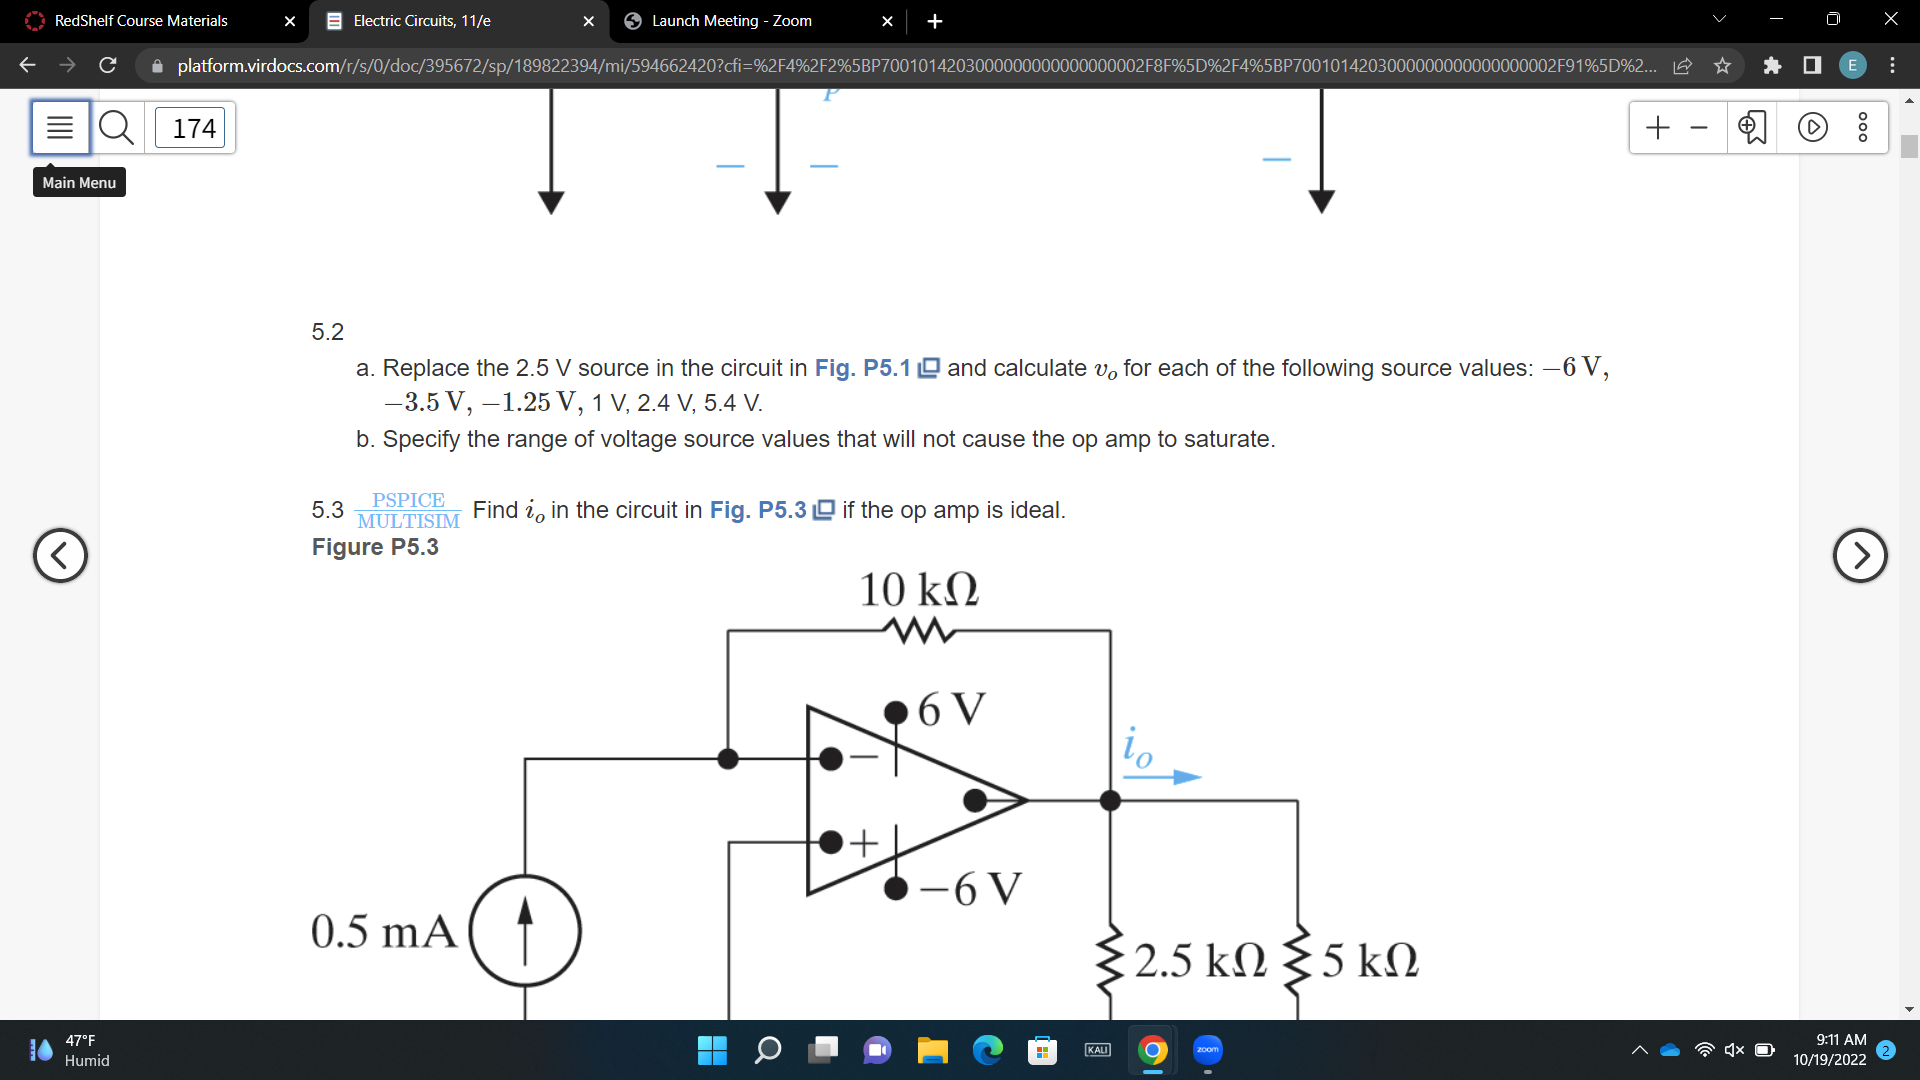 RedShelf Course Materials
Electric Circuits, 11/e
Launch Meeting - Zoom
platform.virdocs.com/r/s/0/doc/395672/sp/189822394/mi/594662420?cfi=%2F4%2F2%5BP7001014203000000000000000002F8F%5D%2F4%5BP7001014203000000000000000002F91%5D%2...
E
174
Main Menu
p
5.2
a. Replace the 2.5 V source in the circuit in Fig. P5.1 and calculate vo for each of the following source values: −6 V,
−3.5 V, −1.25 V, 1 V, 2.4 V, 5.4 V.
b. Specify the range of voltage source values that will not cause the op amp to saturate.
5.3 PSPICE MULTISIM Find io in the circuit in Fig. P5.3 if the op amp is ideal.
Figure P5.3
10 kΩ
6 V
io
−
+
−6 V
0.5 mA
2.5 kΩ
5 kΩ
47°F
Humid
KALI
zoom
9:11 AM
10/19/2022
2